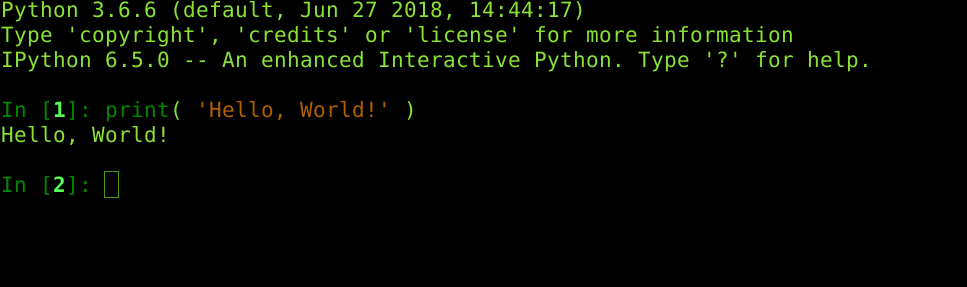 Python 3.6.6 (default, Jun 27 2018, 14:44:17)
Type 'copyright', 'credits' or 'license' for more information
IPython 6.5.0 -- An enhanced Interactive Python. Type '?' for help.
In [1]: print( 'Hello, World!' )
Hello, World!
In [2]: